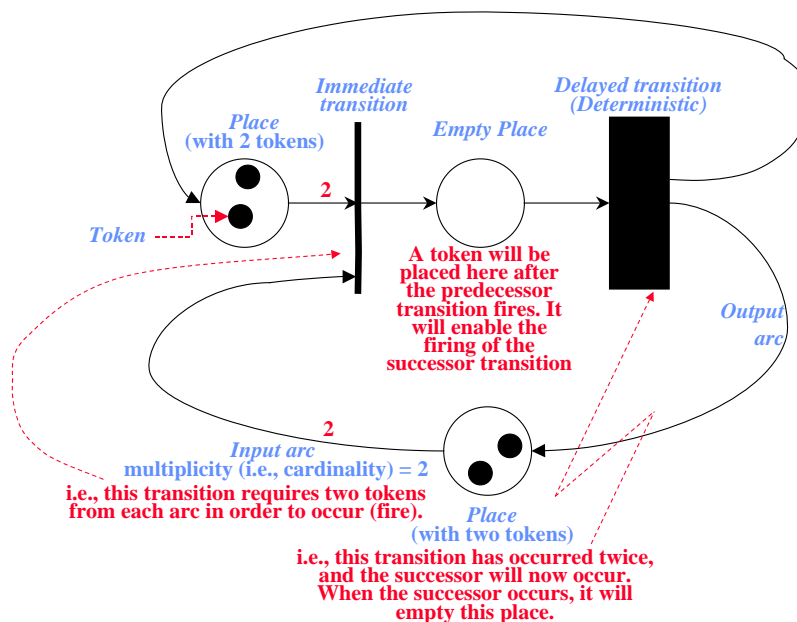 Immediate
transition
Delayed transition
(Deterministic)
Place
(with 2 tokens)
Empty Place
2
Token
A token will be
placed here after
the predecessor
transition fires. It
will enable the
firing of the
successor transition
Output
arc
2
Input arc
multiplicity (i.e., cardinality) = 2
i.e., this transition requires two tokens
from each arc in order to occur (fire).
Place
(with two tokens)
i.e., this transition has occurred twice,
and the successor will now occur.
When the successor occurs, it will
empty this place.